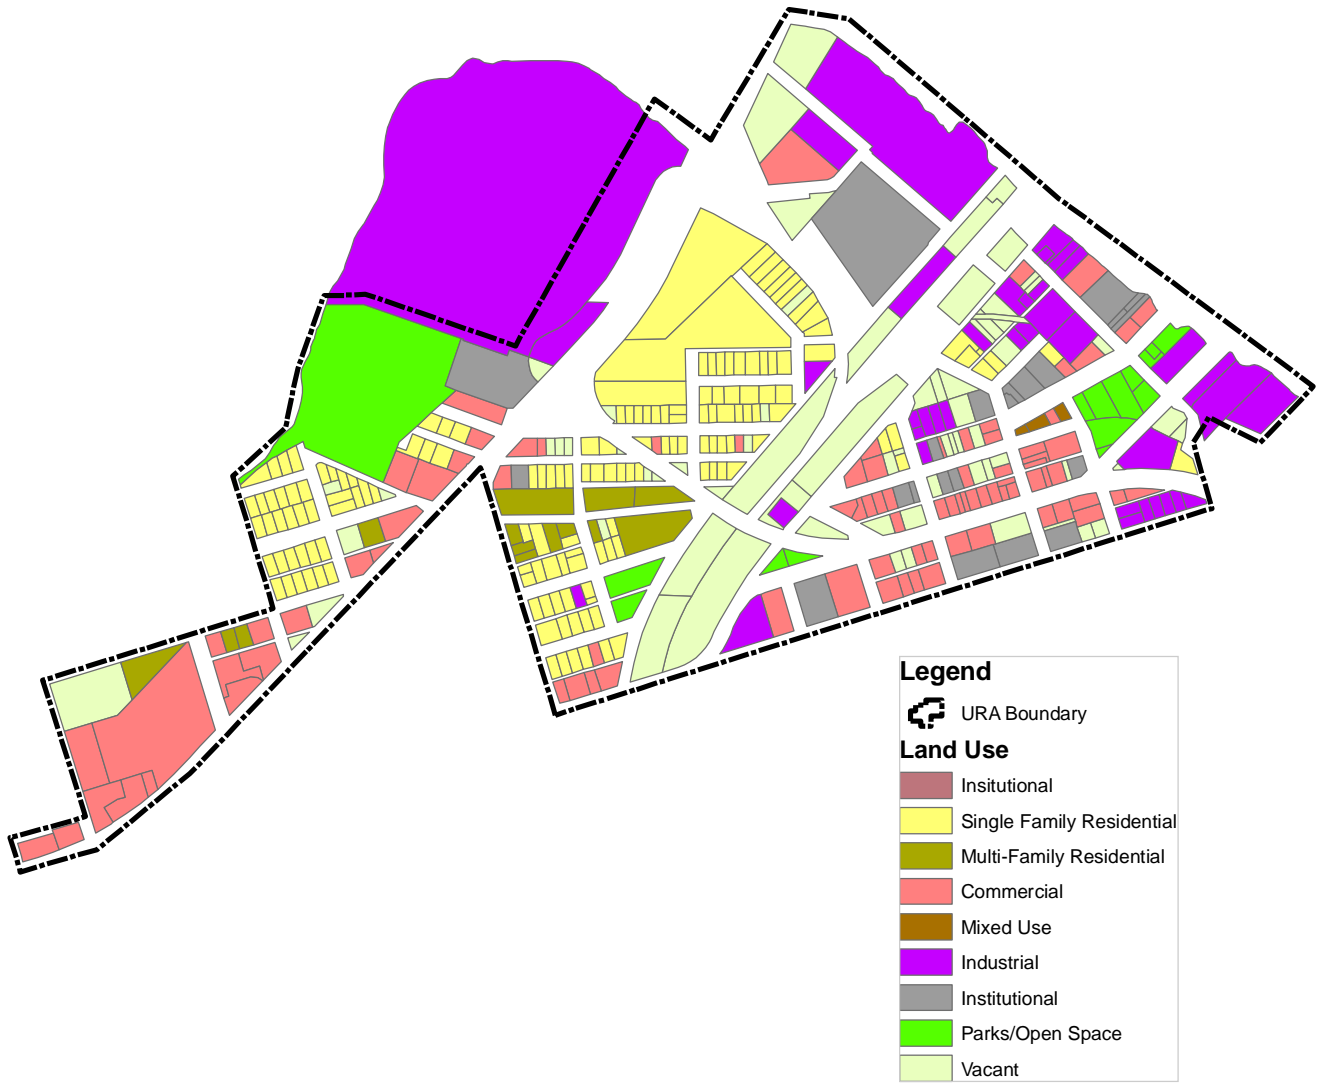 Legend
URA Boundary
Land Use
Insitutional
Single Family Residential
Multi-Family Residential
Commercial
Mixed Use
Industrial
Institutional
Parks/Open Space
Vacant